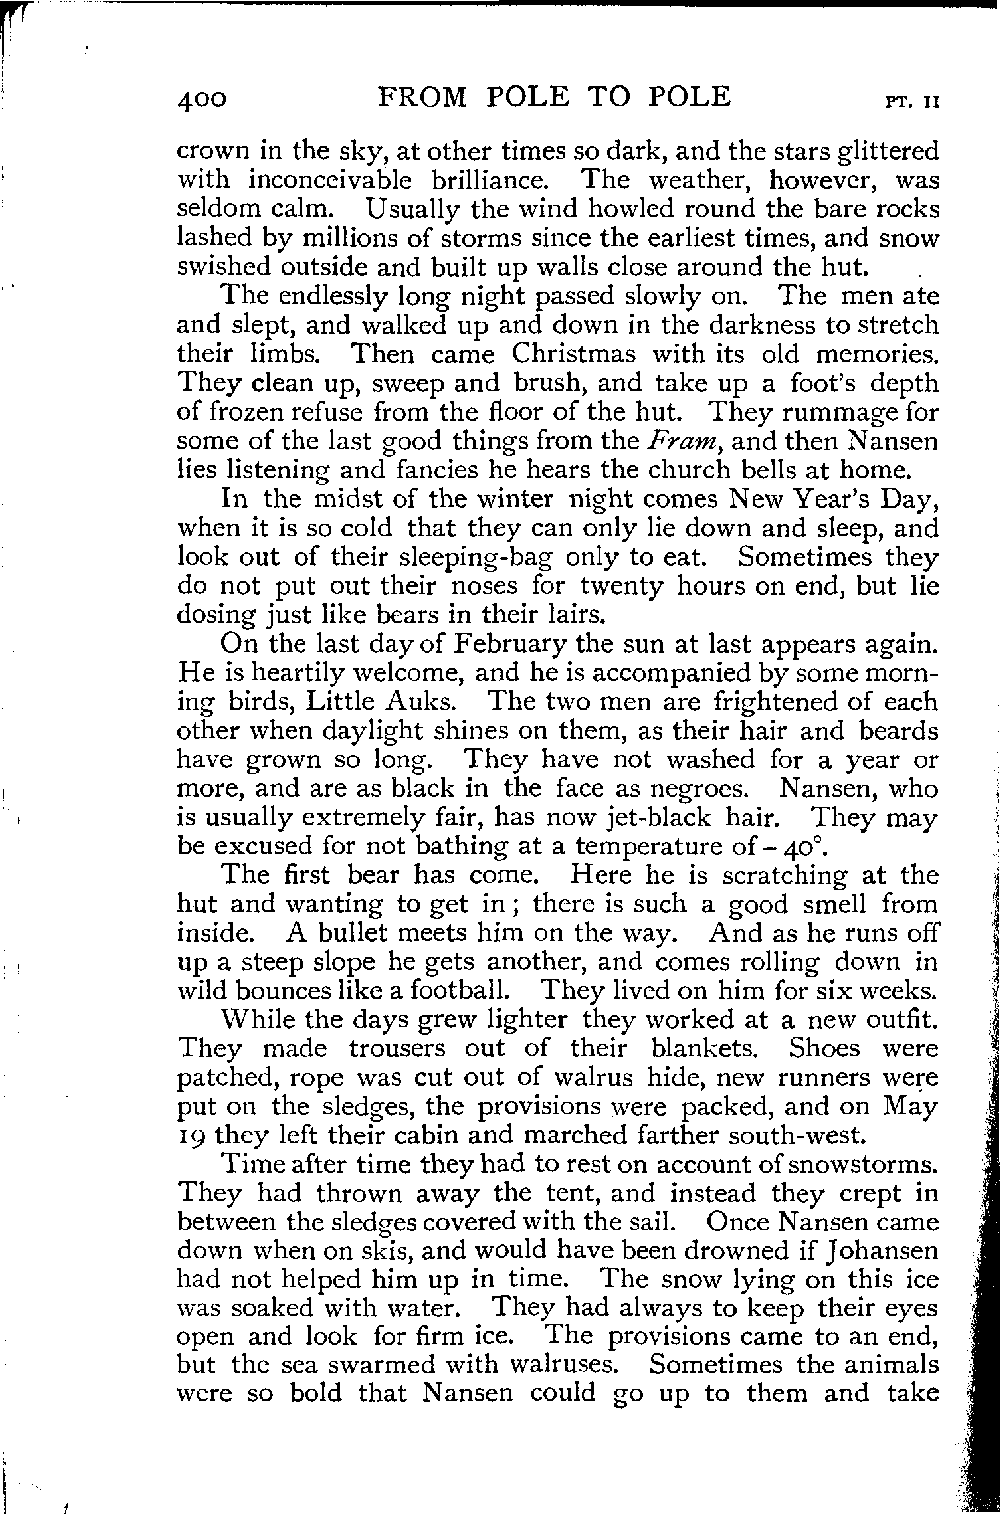 400 FROM POLE TO POLE PT. II
crown in the sky, at other times so dark, and the stars glittered
with inconceivable brilliance. The weather, however, was
seldom calm. Usually the wind howled round the bare rocks
lashed by millions of storms since the earliest times, and snow
swished outside and built up walls close around the hut.
The endlessly long night passed slowly on. The men ate
and slept, and walked up and down in the darkness to stretch
their limbs. Then came Christmas with its old memories.
They clean up, sweep and brush, and take up a foot's depth
of frozen refuse from the floor of the hut. They rummage for
some of the last good things from the Fram, and then Nansen
lies listening and fancies he hears the church bells at home.
In the midst of the winter night comes New Year's Day,
when it is so cold that they can only lie down and sleep, and
look out of their sleeping-bag only to eat. Sometimes they
do not put out their noses for twenty hours on end, but lie
dosing just like bears in their lairs.
On the last day of February the sun at last appears again.
He is heartily welcome, and he is accompanied by some morn-
ing birds, Little Auks. The two men are frightened of each
other when daylight shines on them, as their hair and beards
have grown so long. They have not washed for a year or
more, and are as black in the face as negroes. Nansen, who
is usually extremely fair, has now jet-black hair. They may
be excused for not bathing at a temperature of – 40°.
The first bear has come. Here he is scratching at the
hut and wanting to get in; there is such a good smell from
inside. A bullet meets him on the way. And as he runs off
up a steep slope he gets another, and comes rolling down in
wild bounces like a football. They lived on him for six weeks.
While the days grew lighter they worked at a new outfit.
They made trousers out of their blankets. Shoes were
patched, rope was cut out of walrus hide, new runners were
put on the sledges, the provisions were packed, and on May
19 they left their cabin and marched farther south-west.
Time after time they had to rest on account of snowstorms.
They had thrown away the tent, and instead they crept in
between the sledges covered with the sail. Once Nansen came
down when on skis, and would have been drowned if Johansen
had not helped him up in time. The snow lying on this ice
was soaked with water. They had always to keep their eyes
open and look for firm ice. The provisions came to an end,
but the sea swarmed with walruses. Sometimes the animals
were so bold that Nansen could go up to them and take